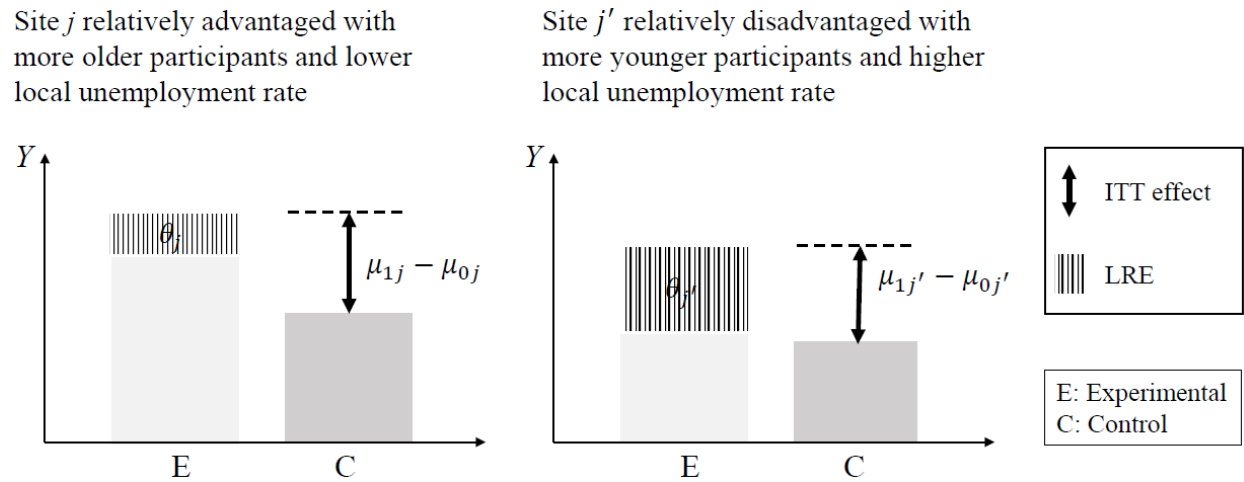 Site j relatively advantaged with
more older participants and lower
local unemployment rate
Site j′ relatively disadvantaged with
more younger participants and higher
local unemployment rate
Y
θⱼ
μ₁ⱼ − μ₀ⱼ
E
C
Y
θⱼ′
μ₁ⱼ′ − μ₀ⱼ′
E
C
ITT effect
LRE
E: Experimental
C: Control